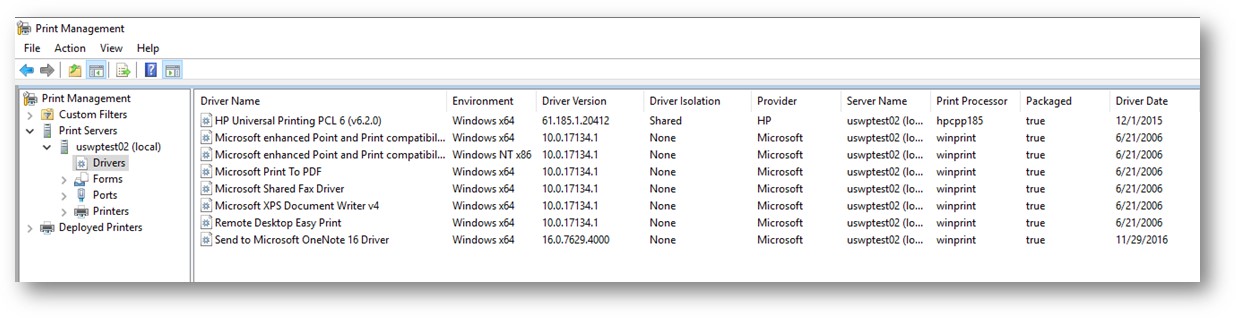 Print Management
File Action View Help
Print Management
Custom Filters
Print Servers
uswptest02 (local)
Drivers
Forms
Ports
Printers
Deployed Printers
Driver Name Environment Driver Version Driver Isolation Provider Server Name Print Processor Packaged Driver Date
HP Universal Printing PCL 6 (v6.2.0) Windows x64 61.185.1.20412 Shared HP uswptest02 (lo... hpcpp185 true 12/1/2015
Microsoft enhanced Point and Print compatibil... Windows x64 10.0.17134.1 None Microsoft uswptest02 (lo... winprint true 6/21/2006
Microsoft enhanced Point and Print compatibil... Windows NT x86 10.0.17134.1 None Microsoft uswptest02 (lo... winprint true 6/21/2006
Microsoft Print To PDF Windows x64 10.0.17134.1 None Microsoft uswptest02 (lo... winprint true 6/21/2006
Microsoft Shared Fax Driver Windows x64 10.0.17134.1 None Microsoft uswptest02 (lo... winprint true 6/21/2006
Microsoft XPS Document Writer v4 Windows x64 10.0.17134.1 None Microsoft uswptest02 (lo... winprint true 6/21/2006
Remote Desktop Easy Print Windows x64 10.0.17134.1 None Microsoft uswptest02 (lo... winprint true 6/21/2006
Send to Microsoft OneNote 16 Driver Windows x64 16.0.7629.4000 None Microsoft uswptest02 (lo... winprint true 11/29/2016